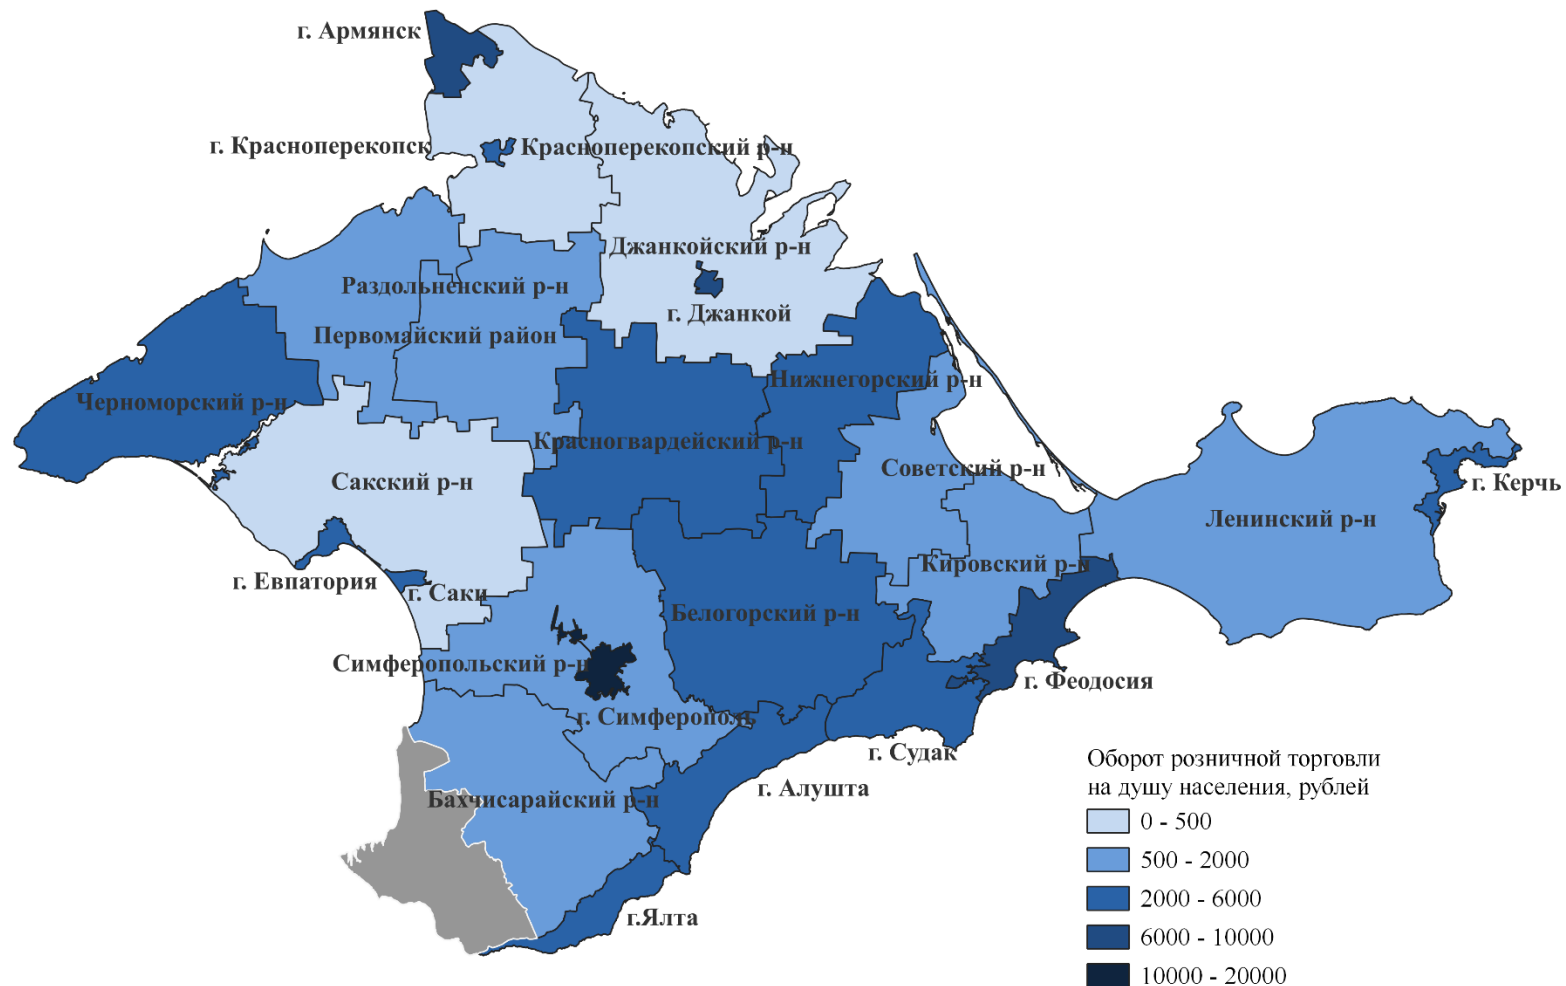 г. Армянск
г. Красноперекопск
Красноперекопский р-н
Джанкойский р-н
Раздольненский р-н
г. Джанкой
Первомайский район
Нижнегорский р-н
Черноморский р-н
Красногвардейский р-н
Советский р-н
Сакский р-н
г. Керчь
Ленинский р-н
г. Евпатория
Кировский р-н
г. Саки
Белогорский р-н
Симферопольский р-н
г. Феодосия
г. Симферополь
г. Судак
г. Алушта
Бахчисарайский р-н
г.Ялта
Оборот розничной торговли
на душу населения, рублей
0 - 500
500 - 2000
2000 - 6000
6000 - 10000
10000 - 20000